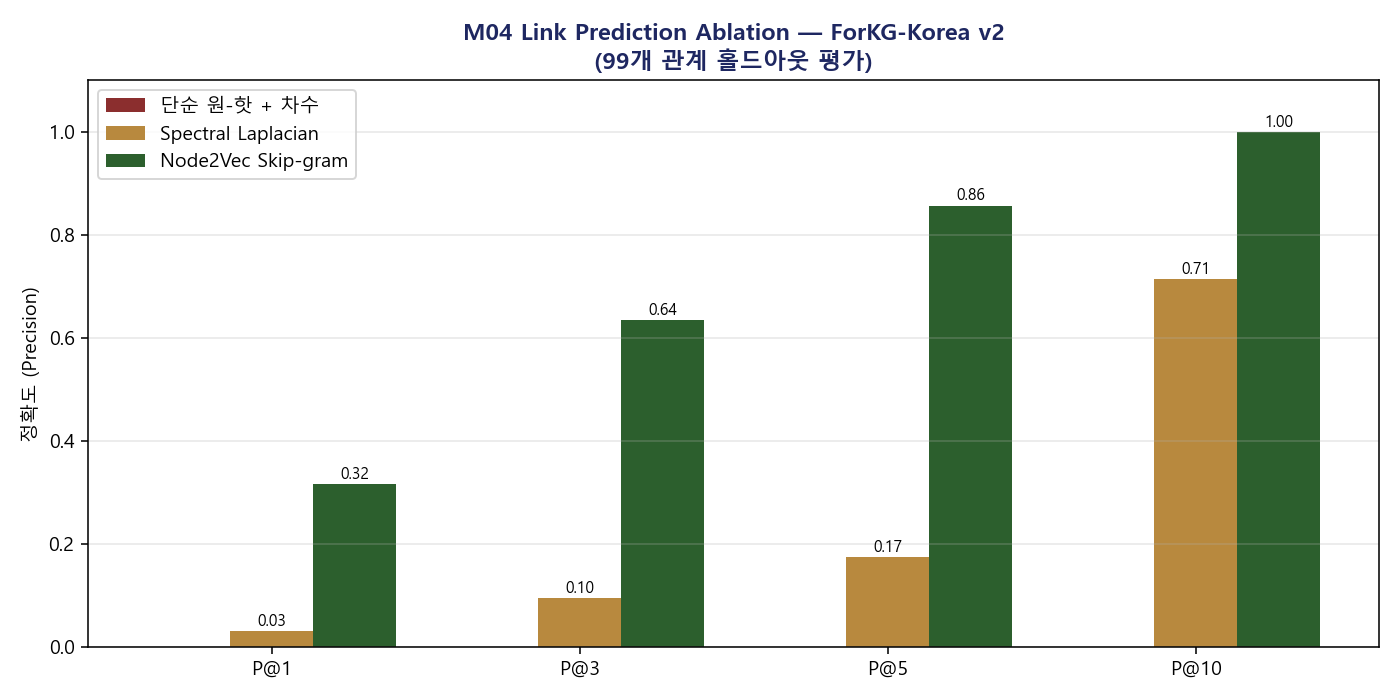 M04 Link Prediction Ablation — ForKG-Korea v2
(99개 관계 홀드아웃 평가)
단순 원-핫 + 차수
Spectral Laplacian
Node2Vec Skip-gram
정확도 (Precision)
1.0
0.8
0.6
0.4
0.2
0.0
0.03
0.32
0.10
0.64
0.17
0.86
0.71
1.00
P@1
P@3
P@5
P@10